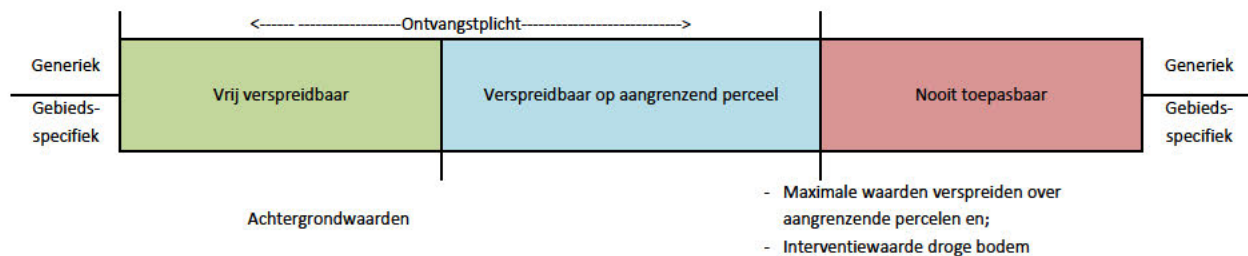 <------ ------------------Ontvangstplicht----------------------------->
Generiek
Gebieds-
specifiek
Vrij verspreidbaar
Verspreidbaar op aangrenzend perceel
Nooit toepasbaar
Generiek
Gebieds-
specifiek
Achtergrondwaarden
- Maximale waarden verspreiden over
aangrenzende percelen en;
- Interventiewaarde droge bodem